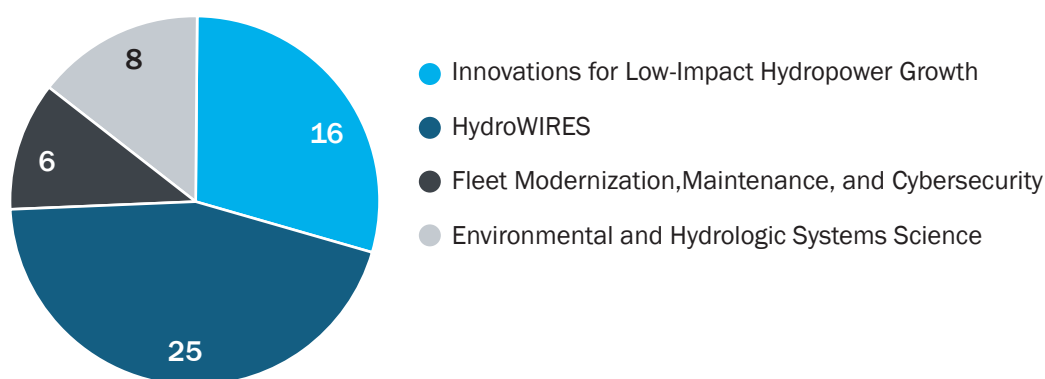 8
16
6
25
Innovations for Low-Impact Hydropower Growth
HydroWIRES
Fleet Modernization,Maintenance, and Cybersecurity
Environmental and Hydrologic Systems Science